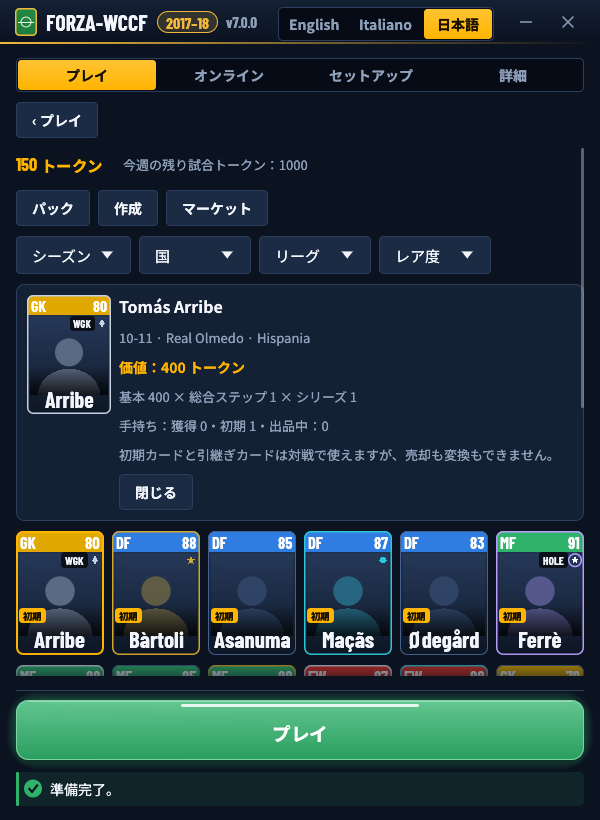 FORZA-WCCF 2017-18 v7.0.0 English Italiano 日本語
プレイ オンライン セットアップ 詳細
‹ プレイ
150 トークン 今週の残り試合トークン：1000
パック 作成 マーケット
シーズン ▼ 国 ▼ リーグ ▼ レア度 ▼
GK 80
WGK
Arribe
Tomás Arribe
10-11 · Real Olmedo · Hispania
価値：400 トークン
基本 400 × 総合ステップ 1 × シリーズ 1
手持ち：獲得 0・初期 1・出品中：0
初期カードと引継ぎカードは対戦で使えますが、売却も変換もできません。
閉じる
GK 80 DF 88 DF 85 DF 87 DF 83 MF 91
WGK HOLE
初期 初期 初期 初期 初期 初期
Arribe Bàrtoli Asanuma Maçãs Ødegård Ferrè
プレイ
準備完了。